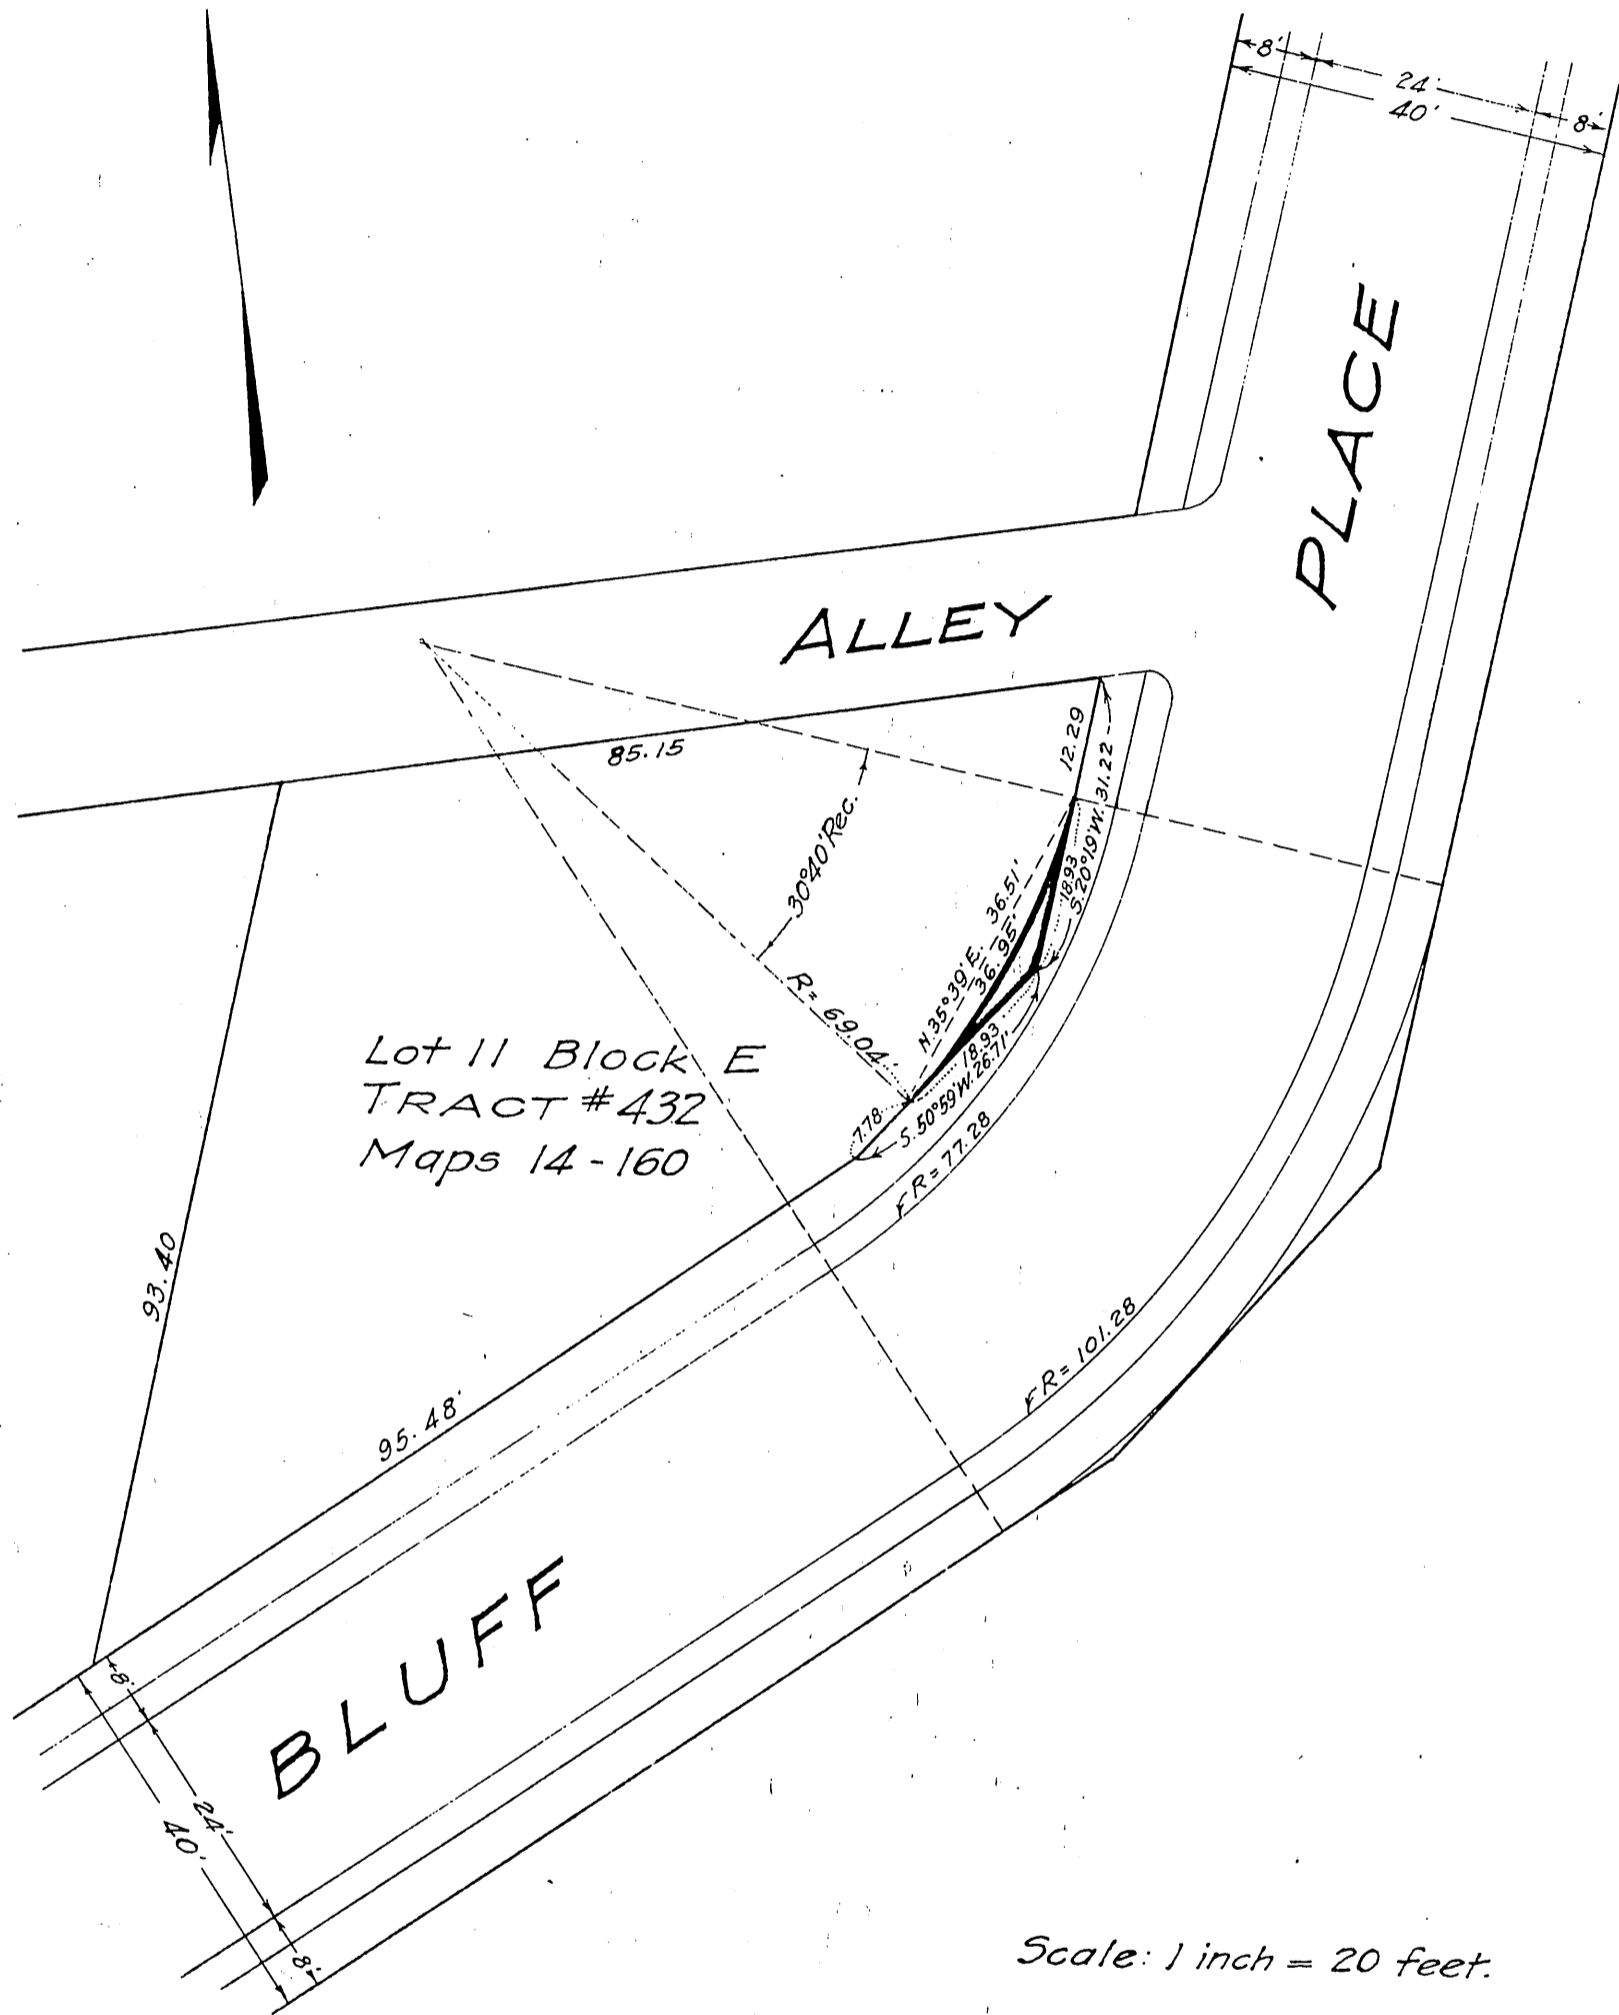 8'
24'
40'
8'
PLACE
ALLEY
85.15
12.29
S. 20°19' W. 31.22
18.93
30°40' Rec.
N. 35°39' E. 36.51'
36.95'
R = 69.04'
18.93
S. 50°59' W. 26.71'
7.78
Lot 11 Block E
TRACT #432
Maps 14-160
FR = 77.28
93.40
FR = 101.28
95.48'
BLUFF
8'
24'
40'
8'
Scale: 1 inch = 20 feet.